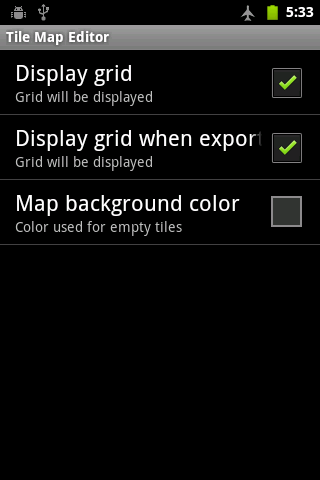 5:33
Tile Map Editor
Display grid
Grid will be displayed
Display grid when export
Grid will be displayed
Map background color
Color used for empty tiles